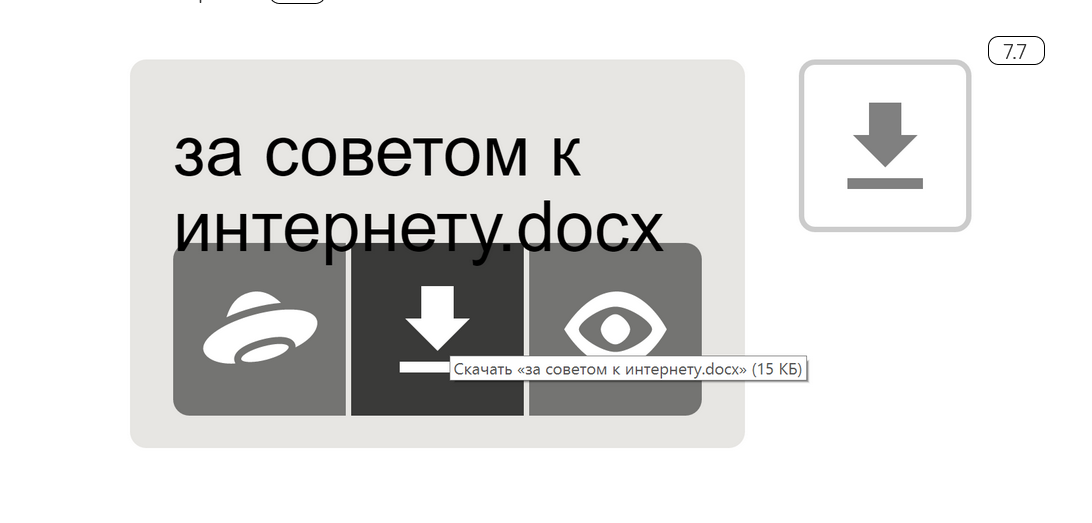 7.7
за советом к
интернету.docx
Скачать «за советом к интернету.docx» (15 КБ)